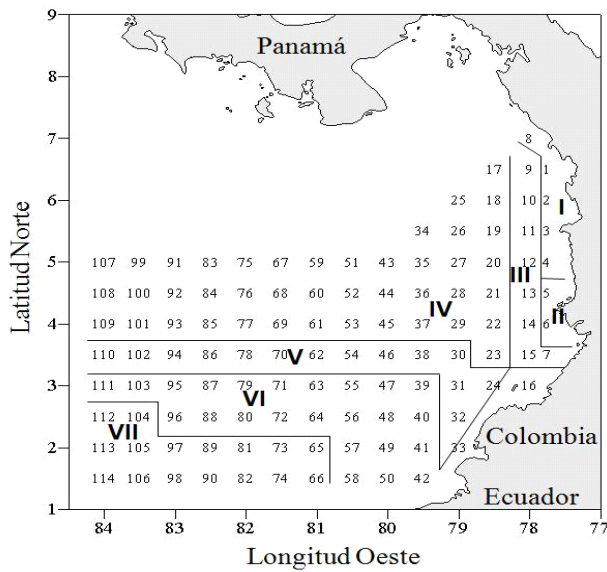 9
Panamá
8
8
7
17 9 1
6
25 18 10 2 I
34 26 19 11 3
5
107 99 91 83 75 67 59 51 43 35 27 20 12 4
III
108 100 92 84 76 68 60 52 44 36 28 21 13 5
IV II
4
109 101 93 85 77 69 61 53 45 37 29 22 14 6
110 102 94 86 78 70 V 62 54 46 38 30 23 15 7
3
111 103 95 87 79 71 63 55 47 39 31 24 16
VI
112 104 96 88 80 72 64 56 48 40 32
VII
Colombia
2
113 105 97 89 81 73 65 57 49 41 33
114 106 98 90 82 74 66 58 50 42
Ecuador
1
84 83 82 81 80 79 78 77
Latitud Norte
Longitud Oeste